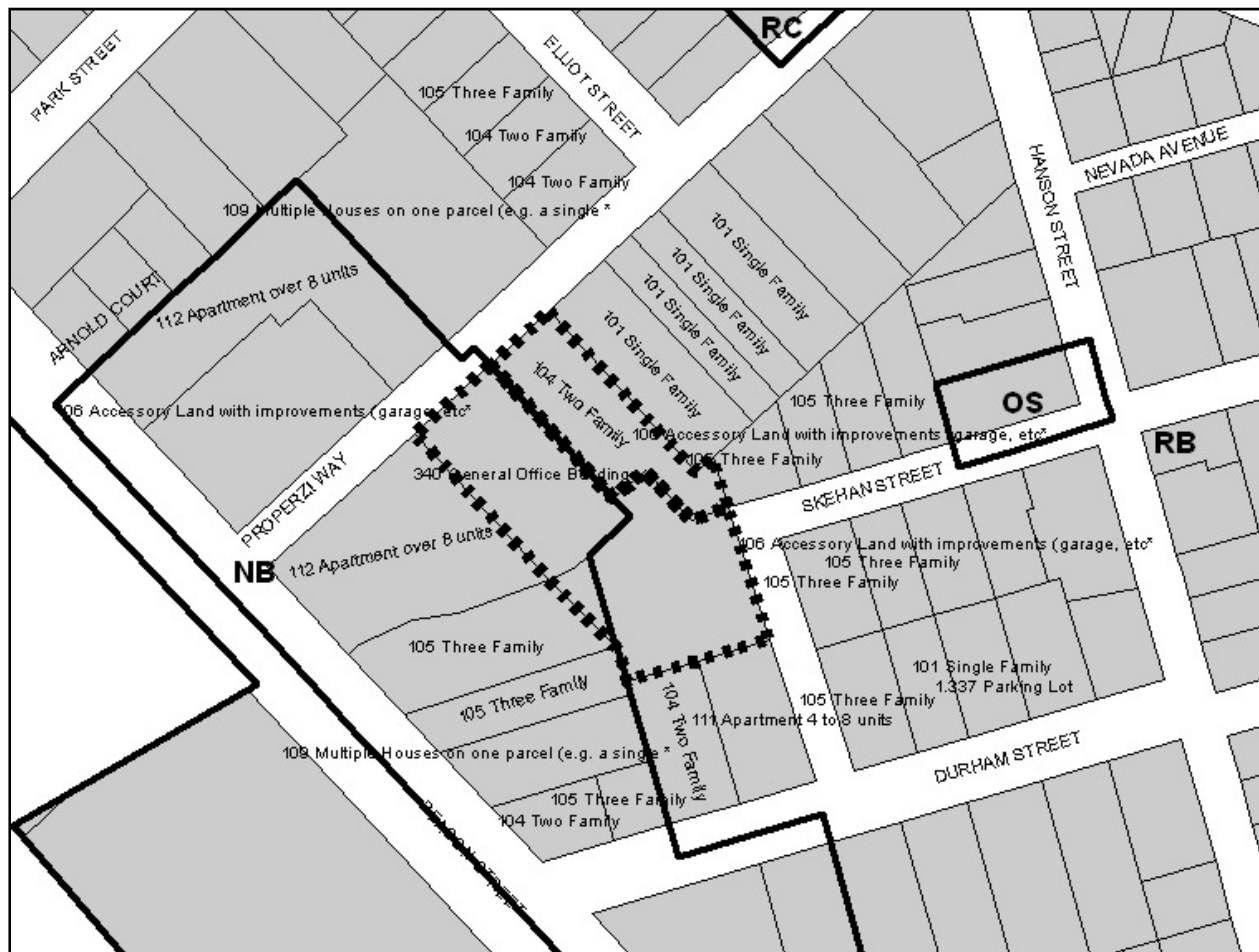 RC
PARK STREET
ELLIOT STREET
105 Three Family
104 Two Family
HANSON STREET
NEVADA AVENUE
104 Two Family
109 Multiple Houses on one parcel (e.g. a single *
101 Single Family
101 Single Family
101 Single Family
101 Single Family
ARNOLD COURT
112 Apartment over 8 units
104 Two Family
105 Three Family
OS
06 Accessory Land with improvements (garage, etc*
106 Accessory Land with improvements (garage, etc*
RB
105 Three Family
340 General Office Building
SKEHAN STREET
PROPERZI WAY
112 Apartment over 8 units
NB
106 Accessory Land with improvements (garage, etc*
105 Three Family
105 Three Family
105 Three Family
101 Single Family
1.337 Parking Lot
105 Three Family
105 Three Family
104 Two Family
111 Apartment 4 to 8 units
109 Multiple Houses on one parcel (e.g. a single *
DURHAM STREET
105 Three Family
104 Two Family
BEACON STREET